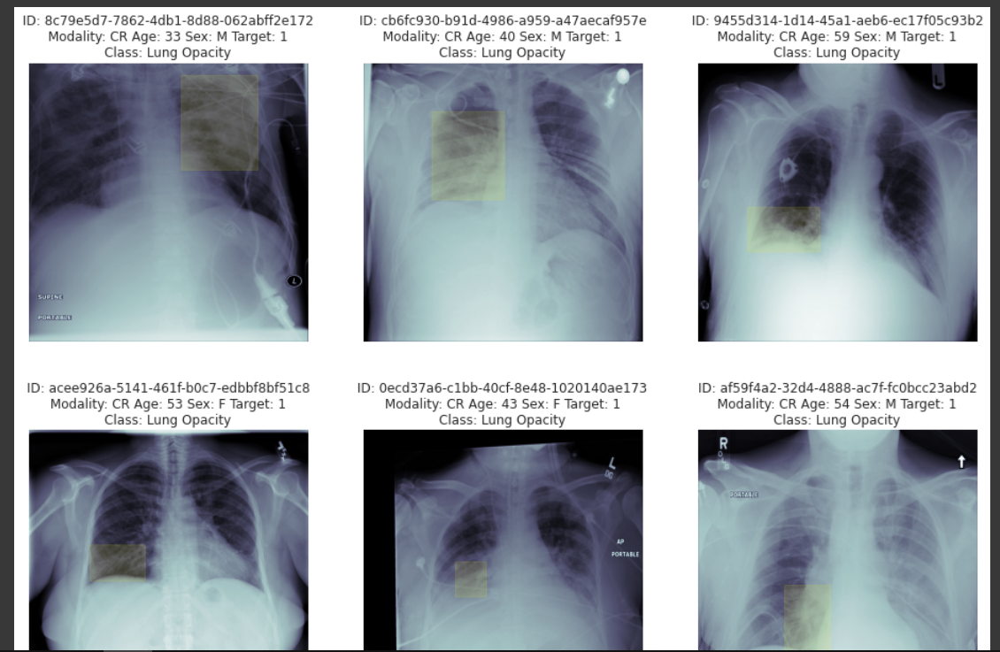 ID: 8c79e5d7-7862-4db1-8d88-062abff2e172
Modality: CR Age: 33 Sex: M Target: 1
Class: Lung Opacity
ID: cb6fc930-b91d-4986-a959-a47aecaf957e
Modality: CR Age: 40 Sex: M Target: 1
Class: Lung Opacity
ID: 9455d314-1d14-45a1-aeb6-ec17f05c93b2
Modality: CR Age: 59 Sex: M Target: 1
Class: Lung Opacity
L
SUPINE
PORTABLE
L
ID: acee926a-5141-461f-b0c7-edbbf8bf51c8
Modality: CR Age: 53 Sex: F Target: 1
Class: Lung Opacity
ID: 0ecd37a6-c1bb-40cf-8e48-1020140ae173
Modality: CR Age: 43 Sex: F Target: 1
Class: Lung Opacity
ID: af59f4a2-32d4-4888-ac7f-fc0bcc23abd2
Modality: CR Age: 54 Sex: M Target: 1
Class: Lung Opacity
L
AP
PORTABLE
R
PORTABLE